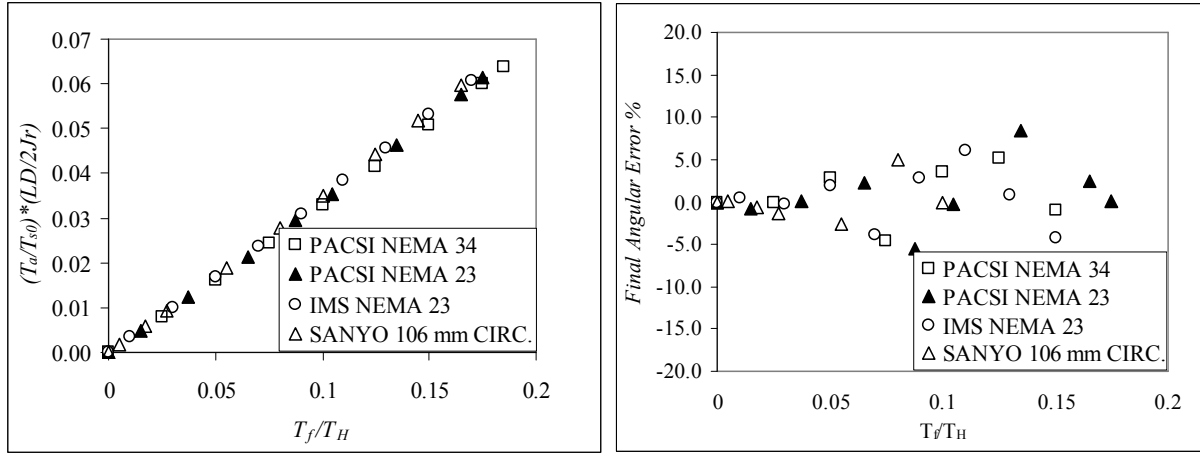 0.07
0.06
0.05
0.04
0.03
0.02
0.01
0.00
(Ta/Ts0)*(LD/2Jr)
0
0.05
0.1
0.15
0.2
Tf/TH
PACSI NEMA 34
PACSI NEMA 23
IMS NEMA 23
SANYO 106 mm CIRC.
20.0
15.0
10.0
5.0
0.0
-5.0
-10.0
-15.0
-20.0
Final Angular Error %
0
0.05
0.1
0.15
0.2
Tf/TH
PACSI NEMA 34
PACSI NEMA 23
IMS NEMA 23
SANYO 106 mm CIRC.